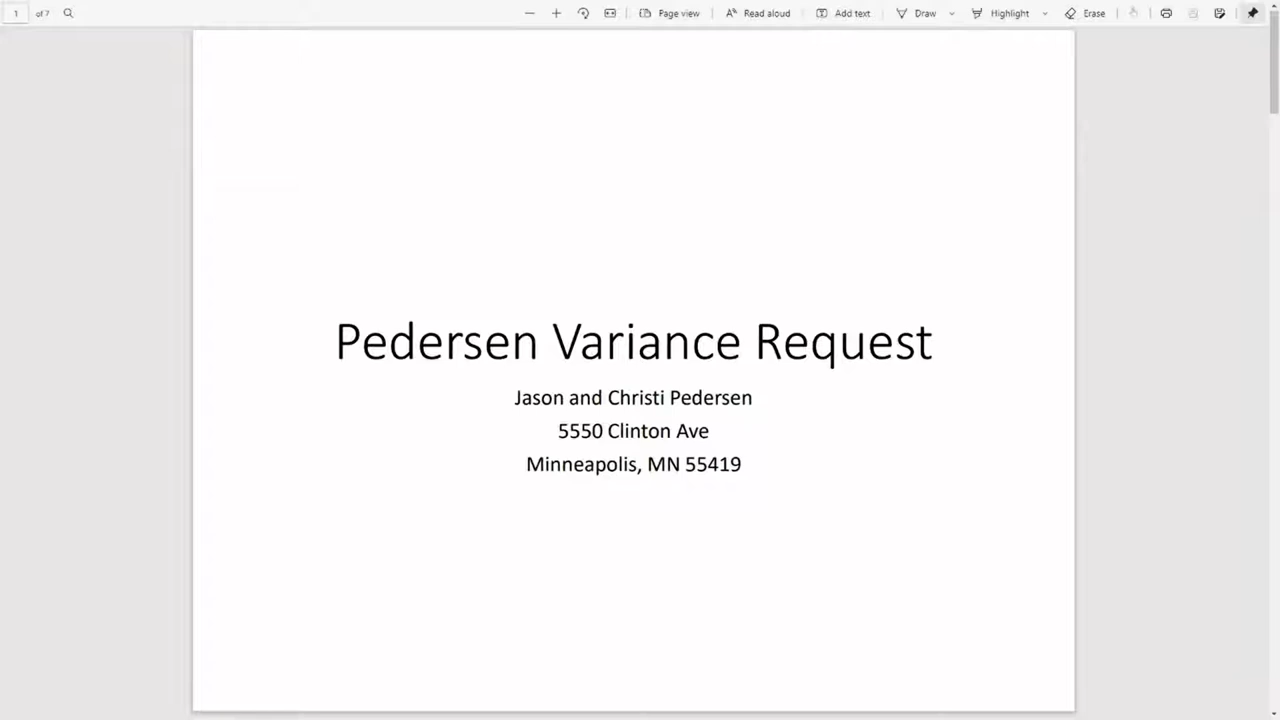 1 of 7 Page view Read aloud Add text Draw Highlight Erase
Pedersen Variance Request
Jason and Christi Pedersen
5550 Clinton Ave
Minneapolis, MN 55419